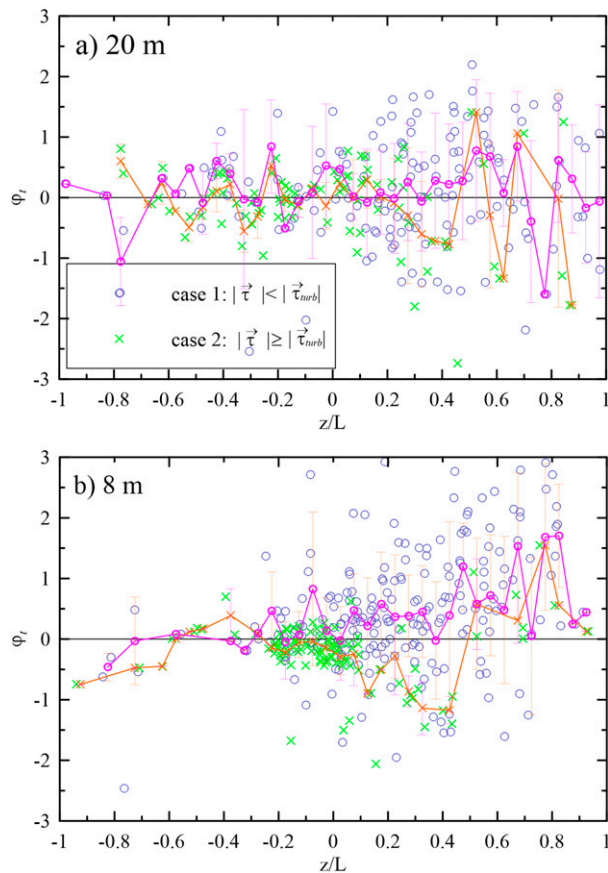 a) 20 m
3
2
1
0
-1
-2
-3
φt
case 1: | τ⃗ | < | τ⃗turb|
case 2: | τ⃗ | ≥ | τ⃗turb|
-1 -0.8 -0.6 -0.4 -0.2 0 0.2 0.4 0.6 0.8 1
z/L
b) 8 m
3
2
1
0
-1
-2
-3
φt
-1 -0.8 -0.6 -0.4 -0.2 0 0.2 0.4 0.6 0.8 1
z/L